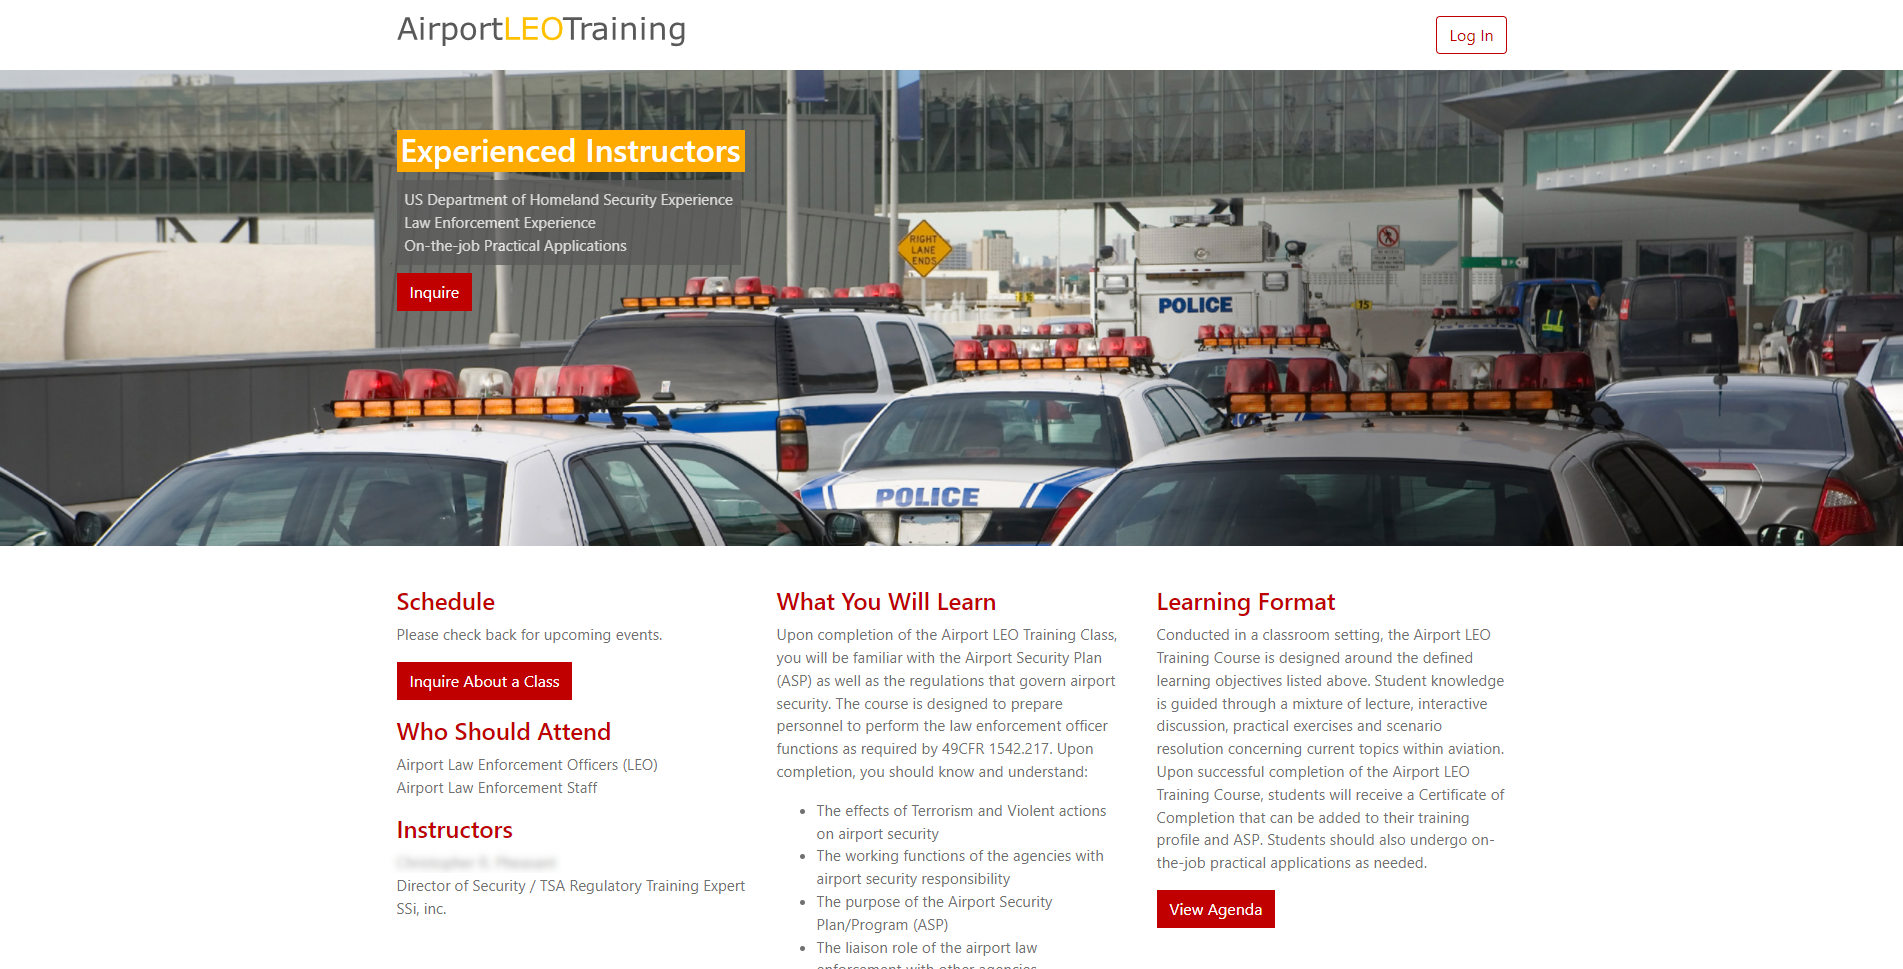 AirportLEOTraining
Log In
Experienced Instructors
US Department of Homeland Security Experience
Law Enforcement Experience
On-the-job Practical Applications
Inquire
RIGHT
LANE
ENDS
POLICE
15
POLICE
Schedule
Please check back for upcoming events.
Inquire About a Class
Who Should Attend
Airport Law Enforcement Officers (LEO)
Airport Law Enforcement Staff
Instructors
Director of Security / TSA Regulatory Training Expert
SSi, inc.
What You Will Learn
Upon completion of the Airport LEO Training Class,
you will be familiar with the Airport Security Plan
(ASP) as well as the regulations that govern airport
security. The course is designed to prepare
personnel to perform the law enforcement officer
functions as required by 49CFR 1542.217. Upon
completion, you should know and understand:
• The effects of Terrorism and Violent actions
on airport security
• The working functions of the agencies with
airport security responsibility
• The purpose of the Airport Security
Plan/Program (ASP)
• The liaison role of the airport law
enforcement with other agencies
Learning Format
Conducted in a classroom setting, the Airport LEO
Training Course is designed around the defined
learning objectives listed above. Student knowledge
is guided through a mixture of lecture, interactive
discussion, practical exercises and scenario
resolution concerning current topics within aviation.
Upon successful completion of the Airport LEO
Training Course, students will receive a Certificate of
Completion that can be added to their training
profile and ASP. Students should also undergo on-
the-job practical applications as needed.
View Agenda